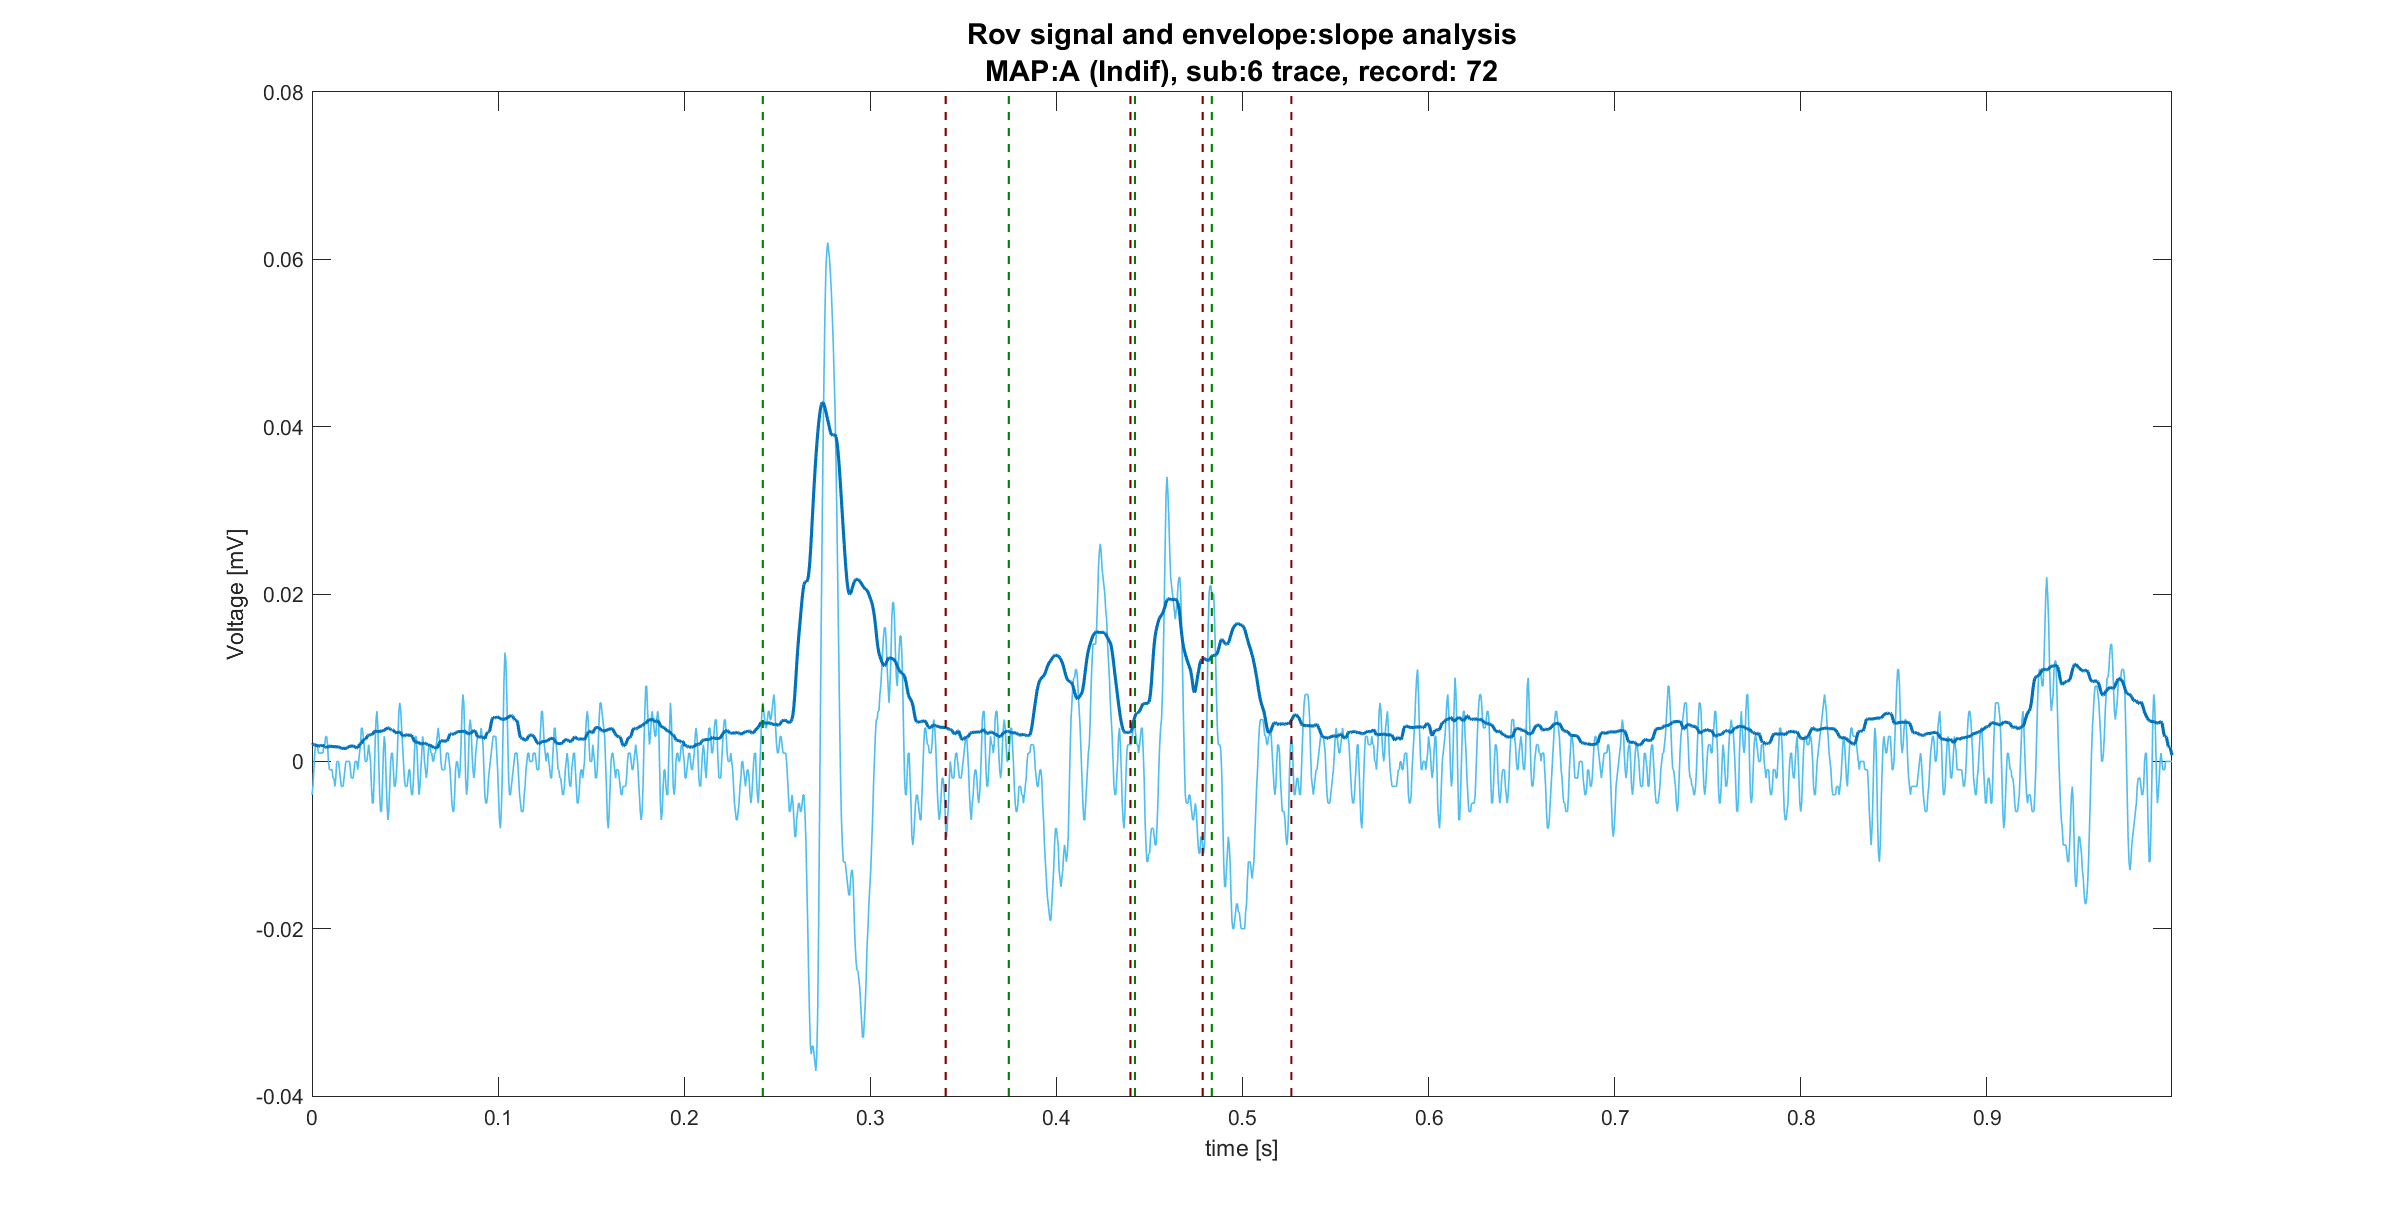 Rov signal and envelope:slope analysis
MAP:A (Indif), sub:6 trace, record: 72
0.08
0.06
0.04
0.02
0
-0.02
-0.04
Voltage [mV]
0 0.1 0.2 0.3 0.4 0.5 0.6 0.7 0.8 0.9
time [s]